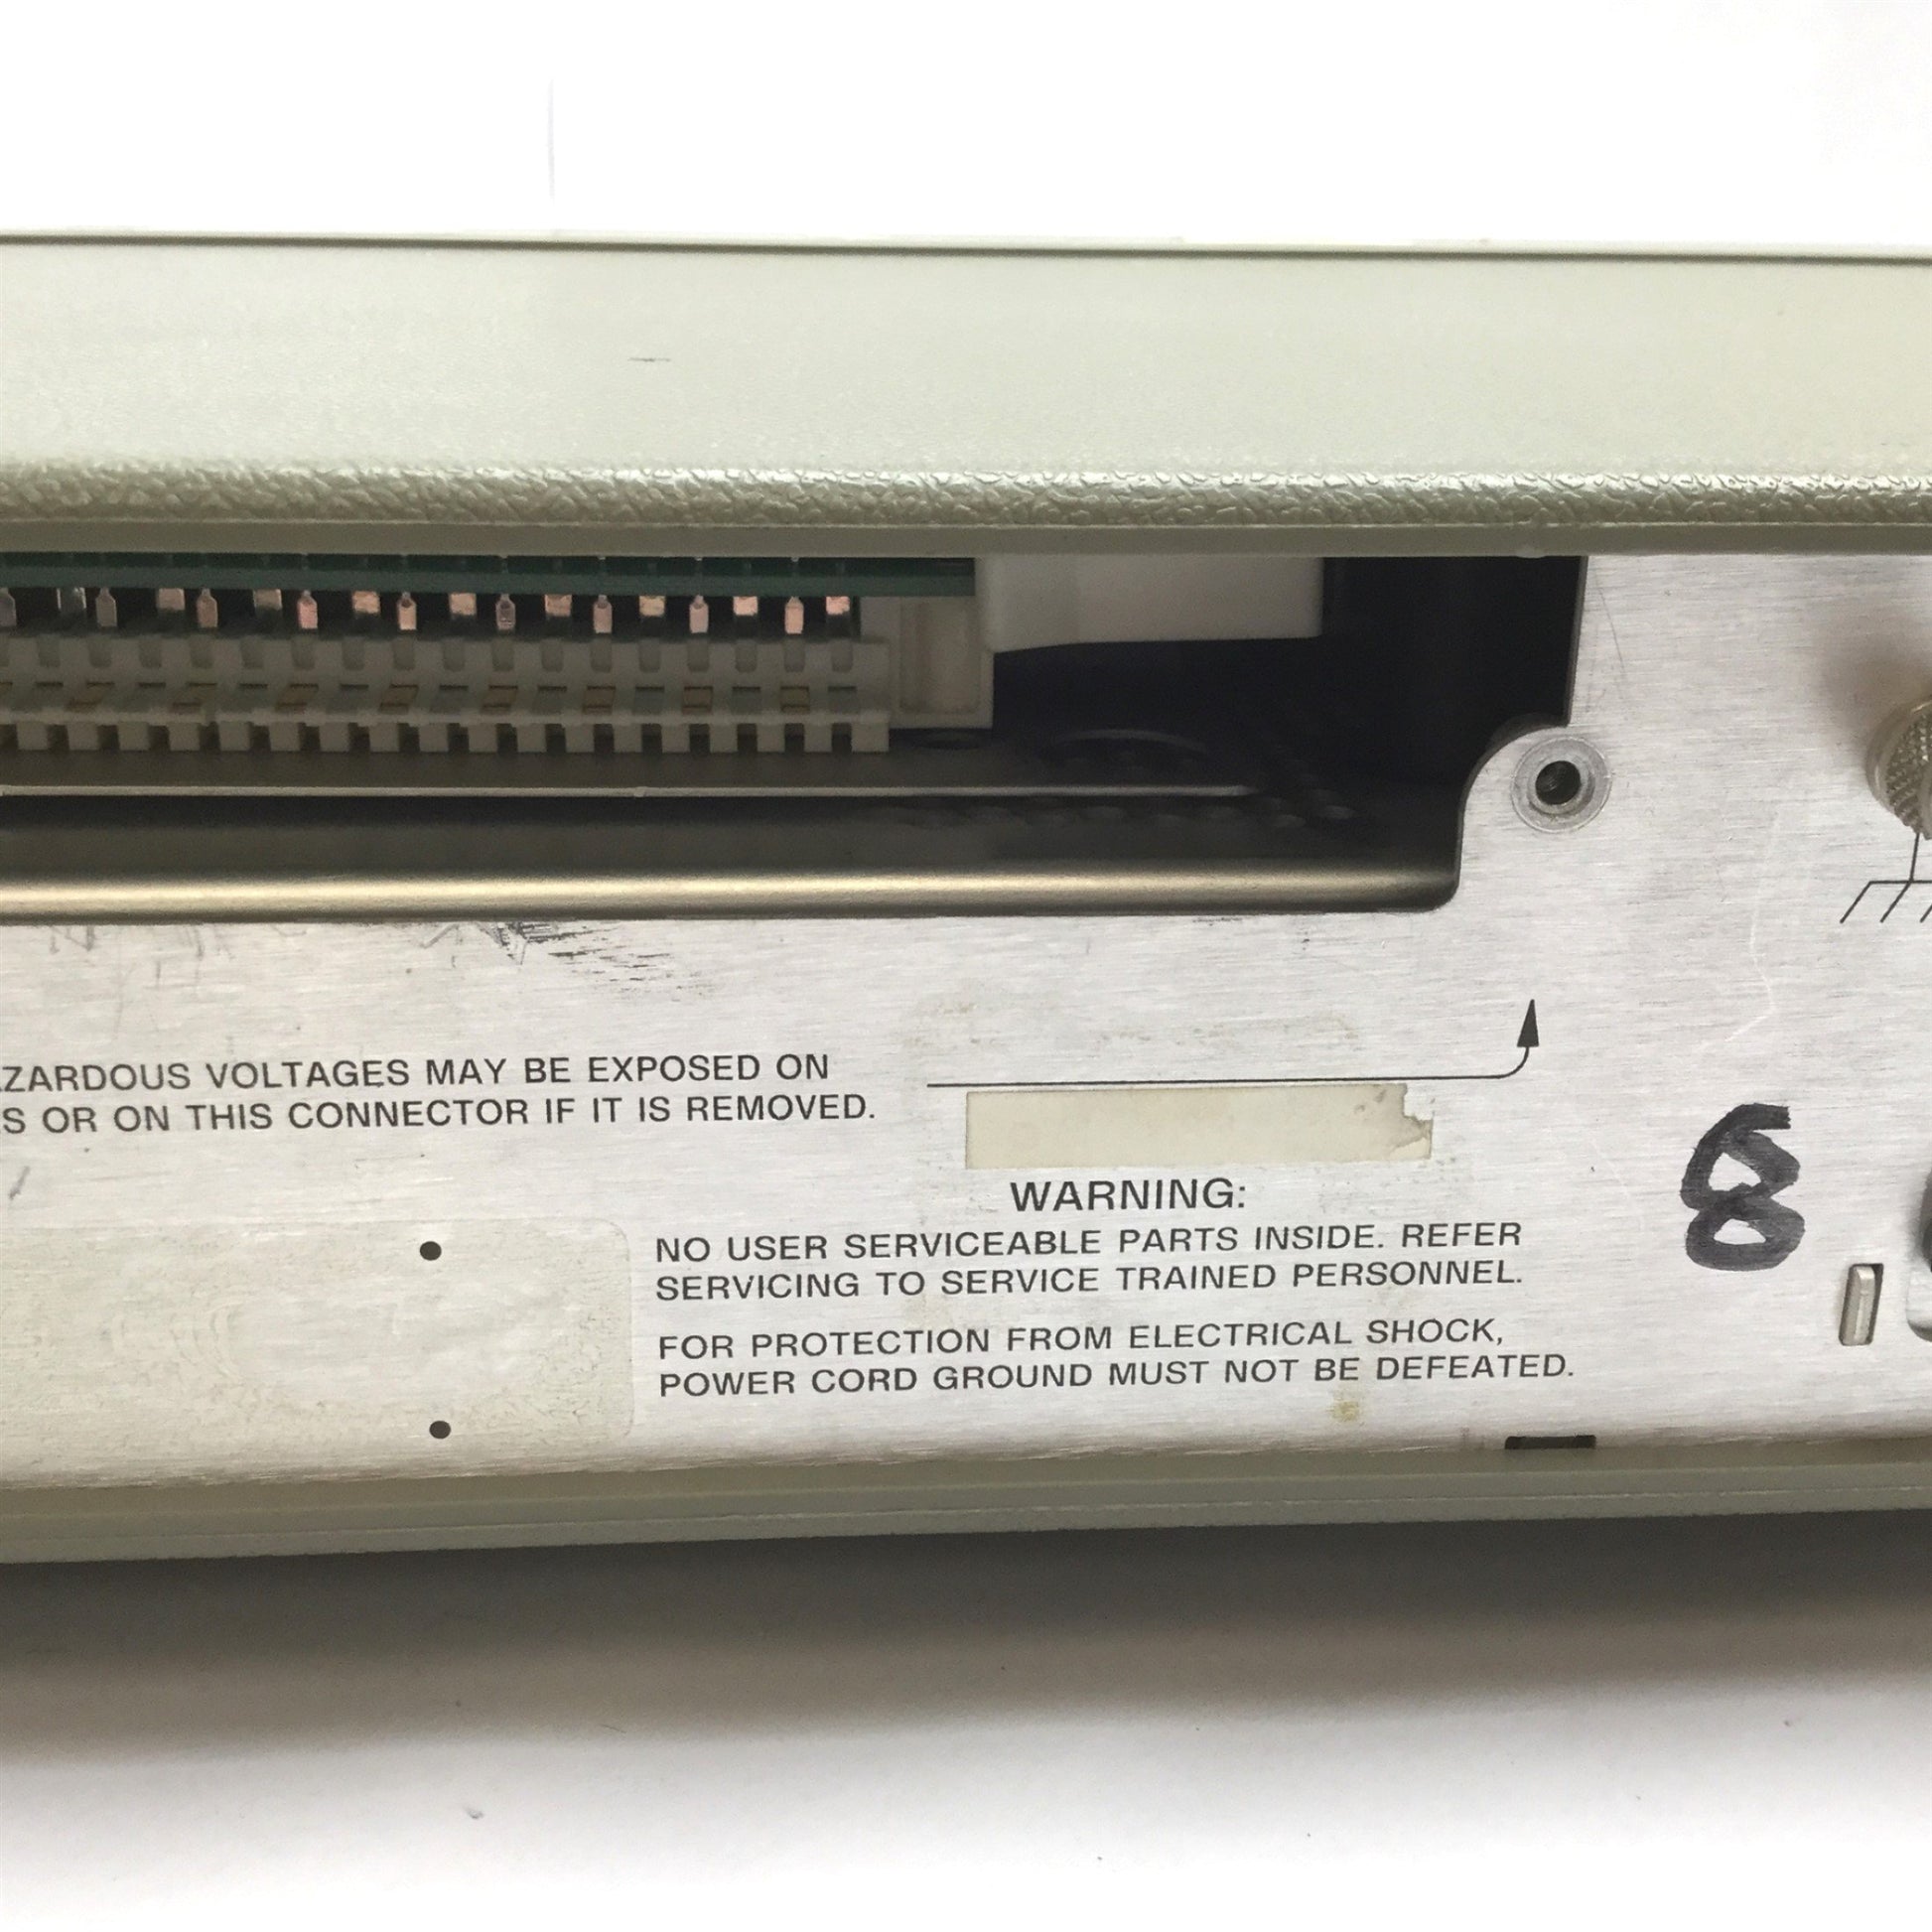 AZARDOUS VOLTAGES MAY BE EXPOSED ON
S OR ON THIS CONNECTOR IF IT IS REMOVED.
WARNING:
NO USER SERVICEABLE PARTS INSIDE. REFER
SERVICING TO SERVICE TRAINED PERSONNEL.
FOR PROTECTION FROM ELECTRICAL SHOCK,
POWER CORD GROUND MUST NOT BE DEFEATED.
8